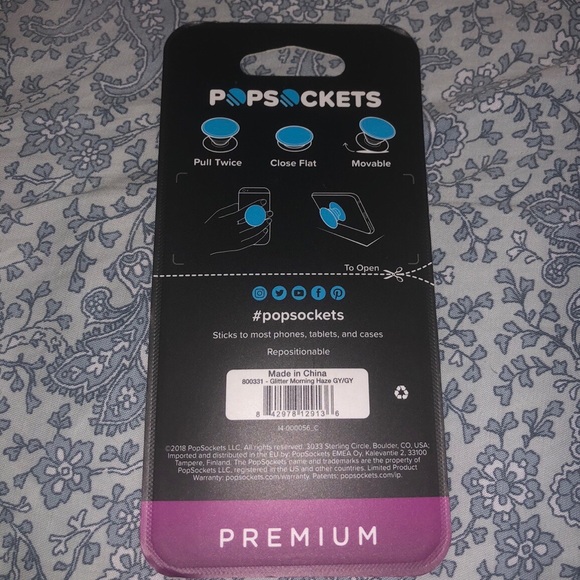 POPSOCKETS
Pull Twice Close Flat Movable
To Open
#popsockets
Sticks to most phones, tablets, and cases
Repositionable
Made in China
800331 - Glitter Morning Haze GY/GY
8 42978 12913 6
14-000056_C
©2018 PopSockets LLC. All rights reserved. 3033 Sterling Circle, Boulder, CO, USA.
Imported and distributed in the EU by: PopSockets EMEA Oy, Kalevantie 2, 33100
Tampere, Finland. The PopSockets name and trademarks are the property of
PopSockets LLC, registered in the US and other countries. Limited Product
Warranty: popsockets.com/warranty. Patents: popsockets.com/ip.
PREMIUM